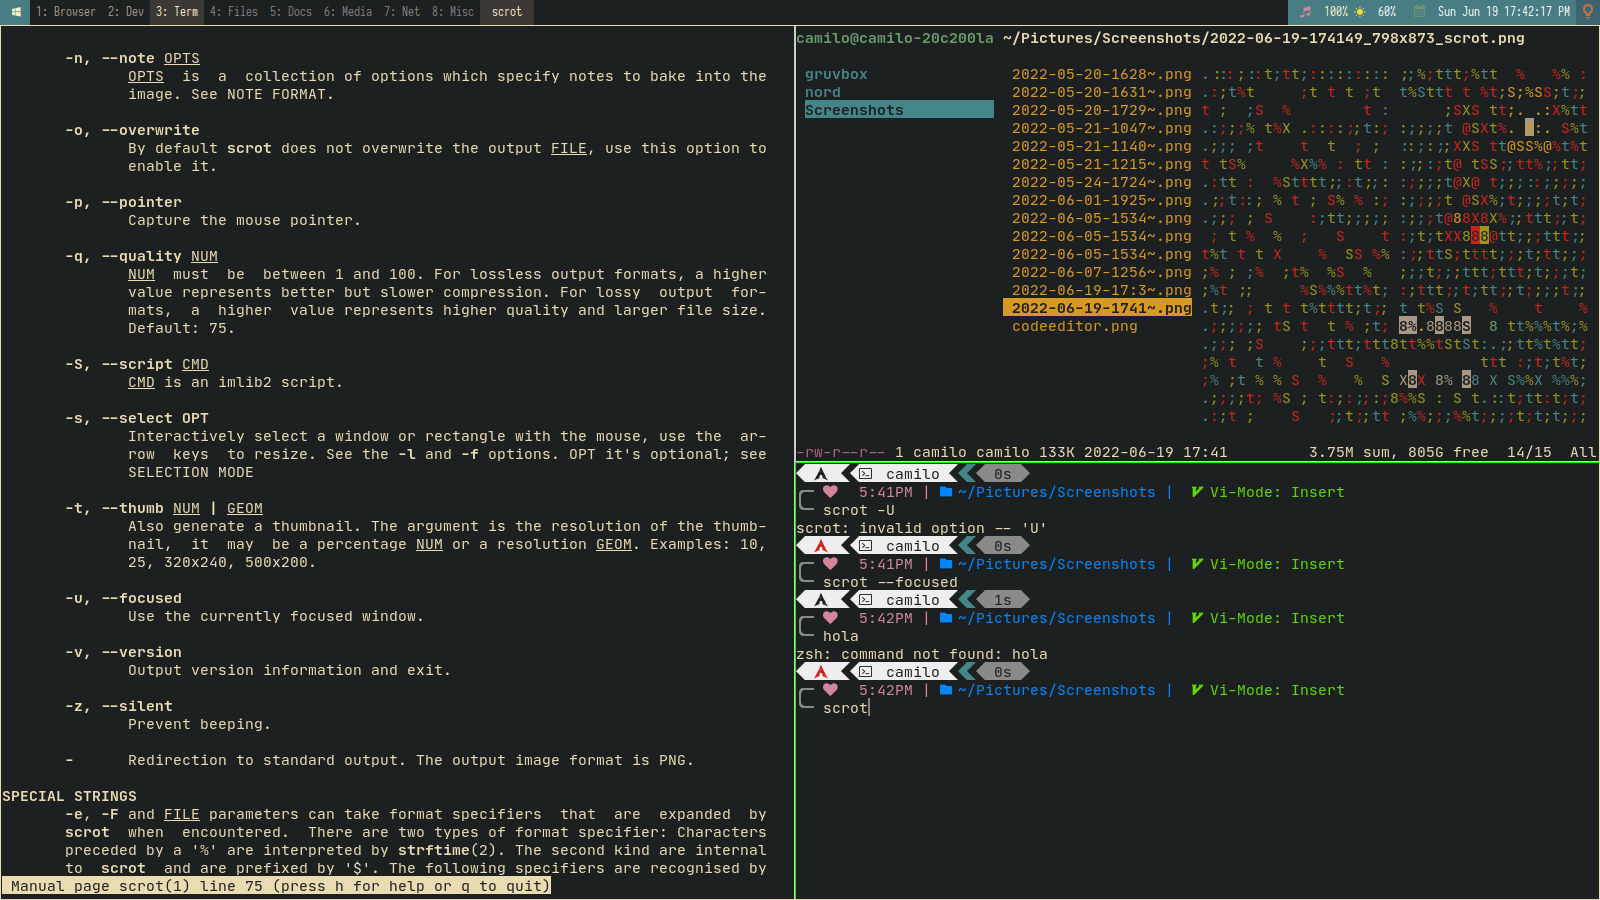 1: Browser 2: Dev 3: Term 4: Files 5: Docs 6: Media 7: Net 8: Misc scrot 100% 60% Sun Jun 19 17:42:17 PM
-n, --note OPTS
OPTS is a collection of options which specify notes to bake into the
image. See NOTE FORMAT.
-o, --overwrite
By default scrot does not overwrite the output FILE, use this option to
enable it.
-p, --pointer
Capture the mouse pointer.
-q, --quality NUM
NUM must be between 1 and 100. For lossless output formats, a higher
value represents better but slower compression. For lossy output for-
mats, a higher value represents higher quality and larger file size.
Default: 75.
-S, --script CMD
CMD is an imlib2 script.
-s, --select OPT
Interactively select a window or rectangle with the mouse, use the ar-
row keys to resize. See the -l and -f options. OPT it's optional; see
SELECTION MODE
-t, --thumb NUM | GEOM
Also generate a thumbnail. The argument is the resolution of the thumb-
nail, it may be a percentage NUM or a resolution GEOM. Examples: 10,
25, 320x240, 500x200.
-u, --focused
Use the currently focused window.
-v, --version
Output version information and exit.
-z, --silent
Prevent beeping.
- Redirection to standard output. The output image format is PNG.
SPECIAL STRINGS
-e, -F and FILE parameters can take format specifiers that are expanded by
scrot when encountered. There are two types of format specifier: Characters
preceded by a '%' are interpreted by strftime(2). The second kind are internal
to scrot and are prefixed by '$'. The following specifiers are recognised by
Manual page scrot(1) line 75 (press h for help or q to quit)
camilo@camilo-20c200la ~/Pictures/Screenshots/2022-06-19-174149_798x873_scrot.png
gruvbox
nord
Screenshots
2022-05-20-1628~.png
2022-05-20-1631~.png
2022-05-20-1729~.png
2022-05-21-1047~.png
2022-05-21-1140~.png
2022-05-21-1215~.png
2022-05-24-1724~.png
2022-06-01-1925~.png
2022-06-05-1534~.png
2022-06-05-1534~.png
2022-06-05-1534~.png
2022-06-07-1256~.png
2022-06-19-17:3~.png
2022-06-19-1741~.png
codeeditor.png
-rw-r--r-- 1 camilo camilo 133K 2022-06-19 17:41 3.75M sum, 805G free 14/15 All
camilo 0s
5:41PM | ~/Pictures/Screenshots | Vi-Mode: Insert
scrot -U
scrot: invalid option -- 'U'
camilo 0s
5:41PM | ~/Pictures/Screenshots | Vi-Mode: Insert
scrot --focused
camilo 1s
5:42PM | ~/Pictures/Screenshots | Vi-Mode: Insert
hola
zsh: command not found: hola
camilo 0s
5:42PM | ~/Pictures/Screenshots | Vi-Mode: Insert
scrot